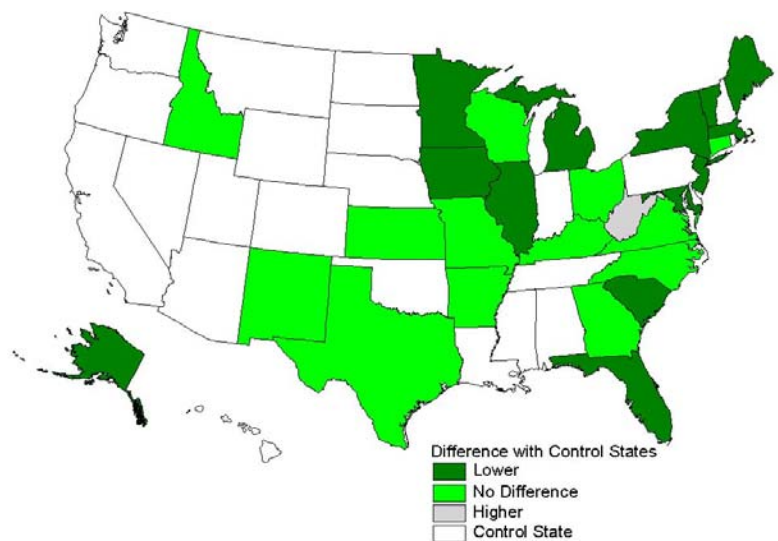 Difference with Control States
Lower
No Difference
Higher
Control State